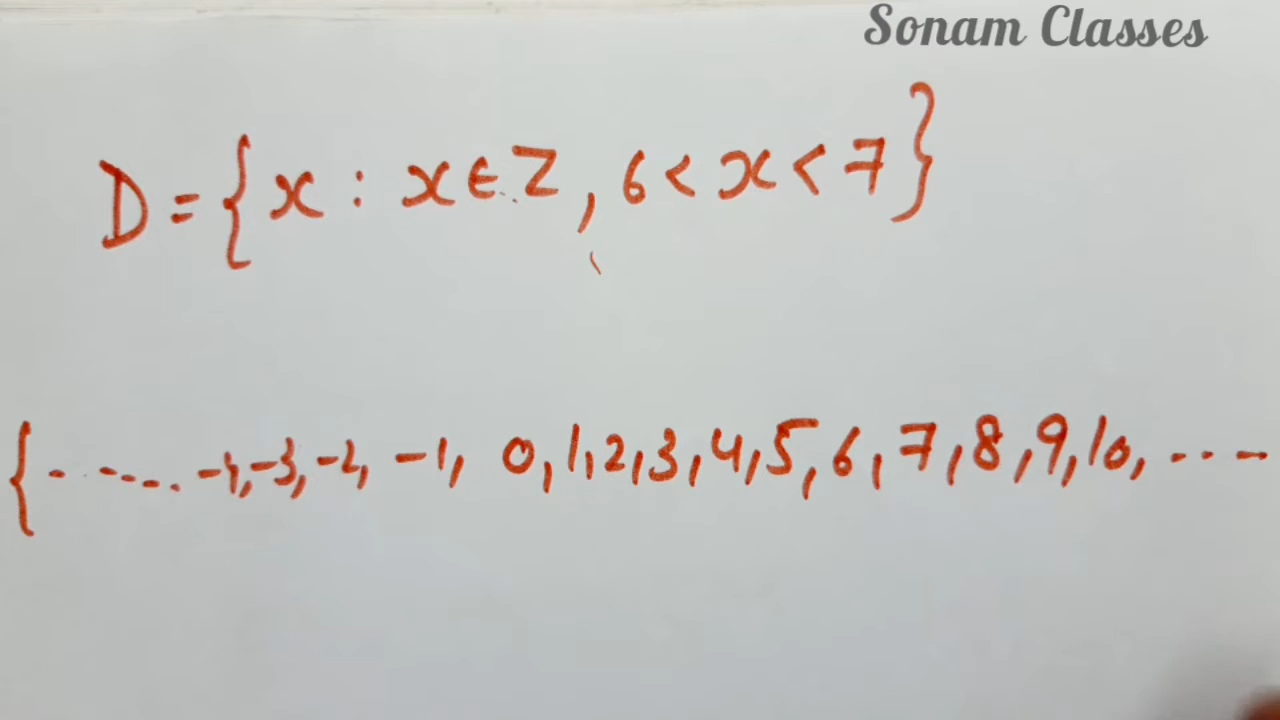 Sonam Classes
D = { x : x ∈ Z , 6 < x < 7 }
{ - ...... -4, -3, -2, -1, 0, 1, 2, 3, 4, 5, 6, 7, 8, 9, 10, ...-